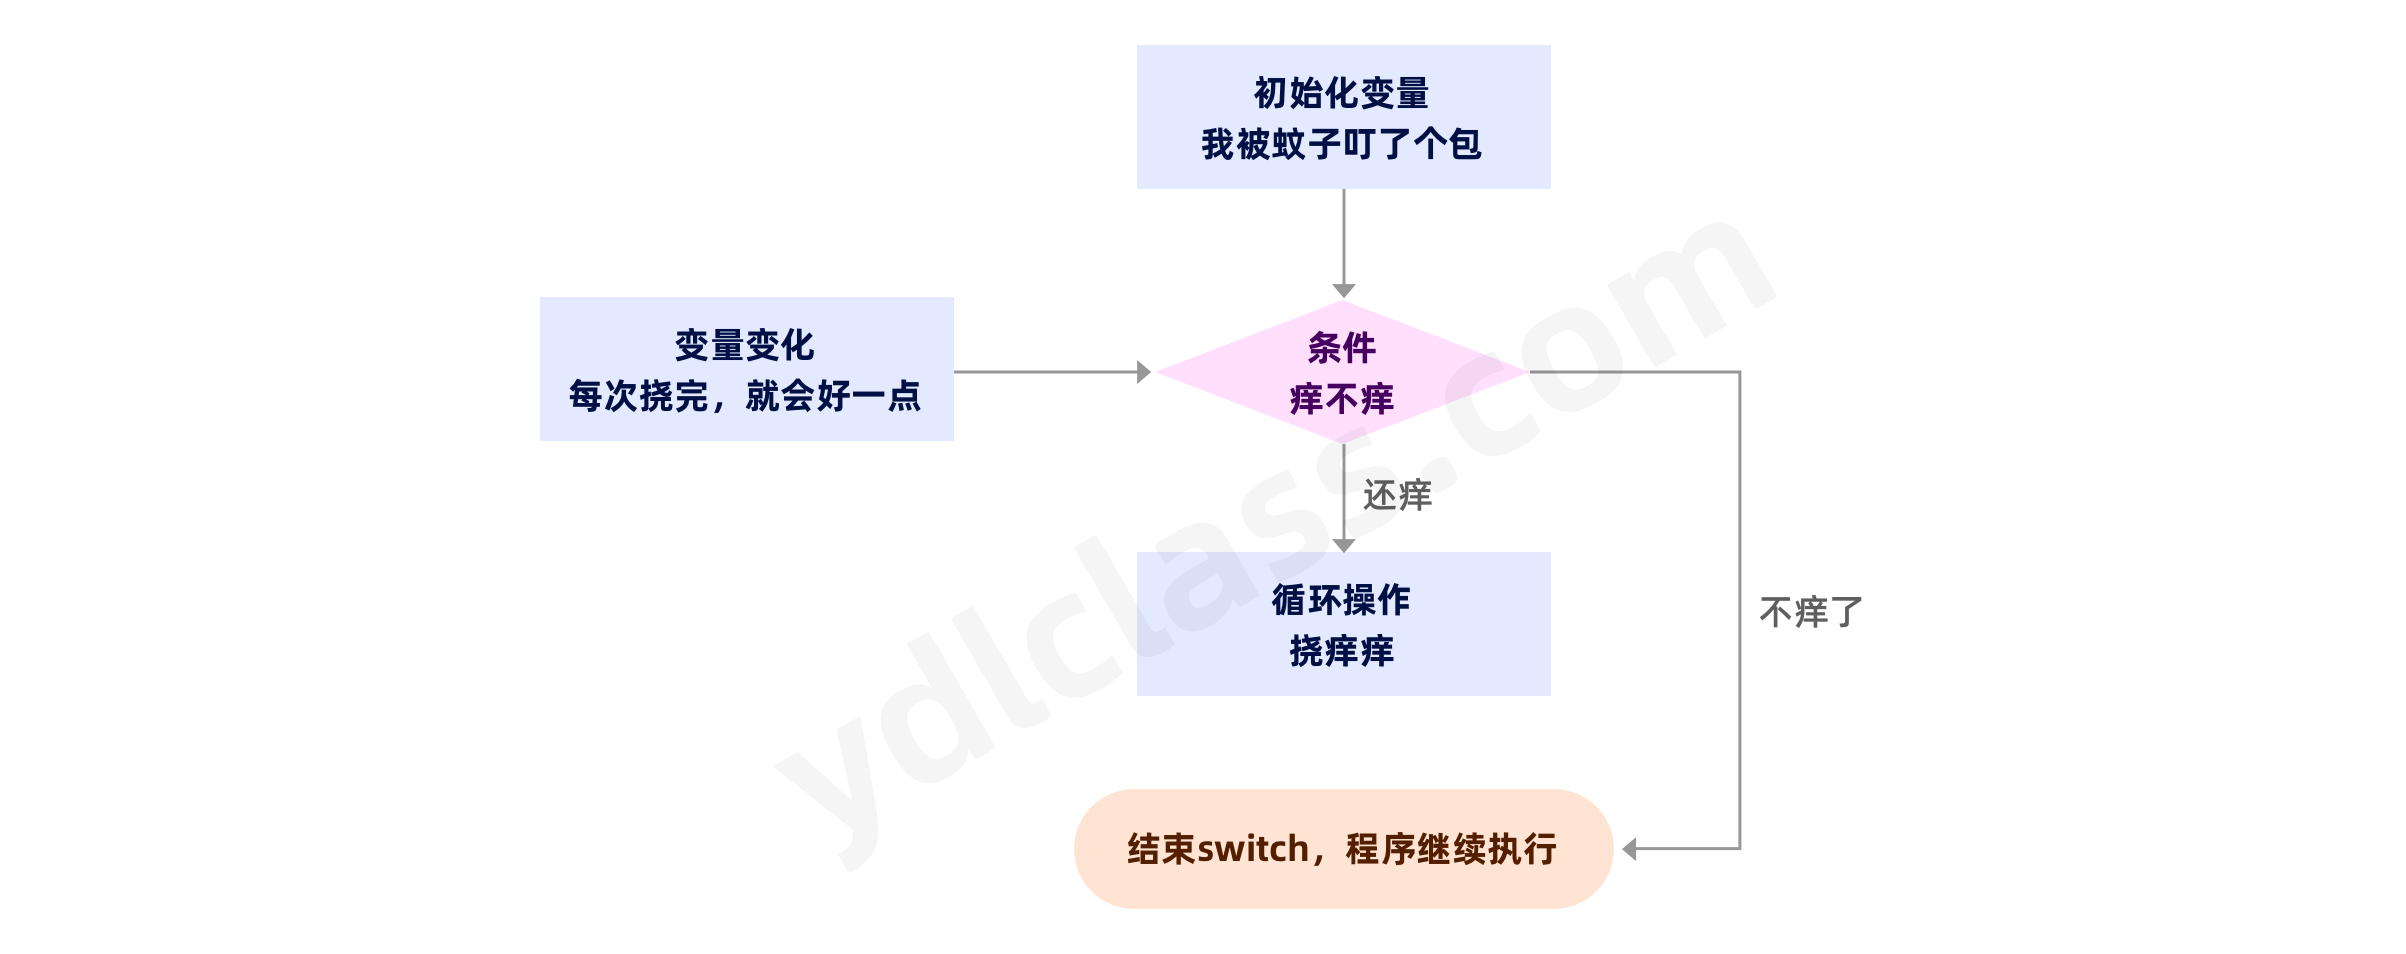 初始化变量
我被蚊子叮了个包
变量变化
每次挠完，就会好一点
条件
痒不痒
还痒
循环操作
挠痒痒
不痒了
结束switch，程序继续执行
ydlclass.com